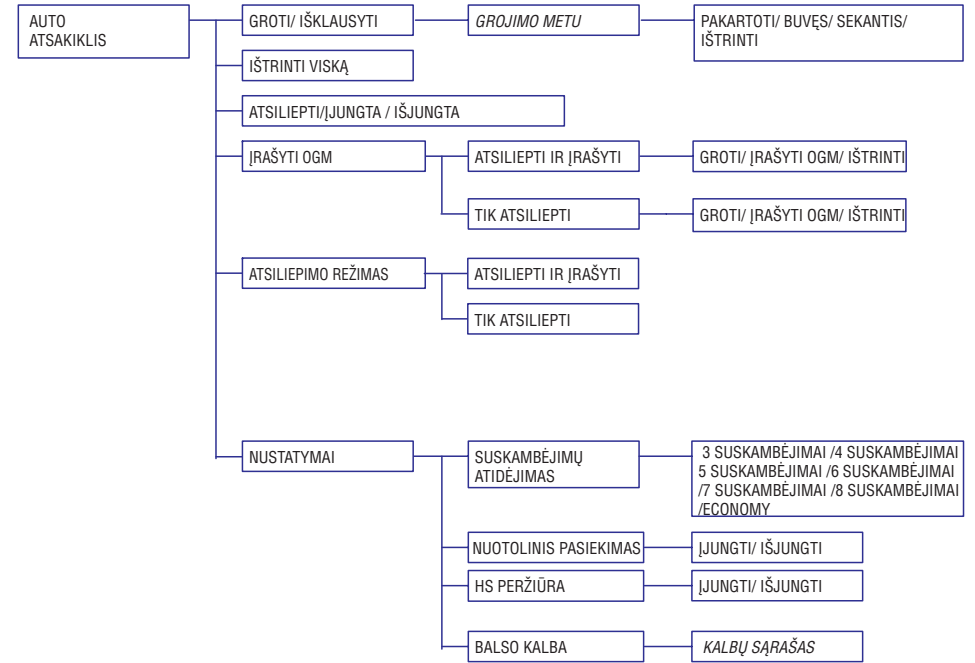 AUTO
ATSAKIKLIS
GROTI/ IŠKLAUSYTI
GROJIMO METU
PAKARTOTI/ BUVĘS/ SEKANTIS/
IŠTRINTI
IŠTRINTI VISKĄ
ATSILIEPTI/ĮJUNGTA / IŠJUNGTA
ĮRAŠYTI OGM
ATSILIEPTI IR ĮRAŠYTI
GROTI/ ĮRAŠYTI OGM/ IŠTRINTI
TIK ATSILIEPTI
GROTI/ ĮRAŠYTI OGM/ IŠTRINTI
ATSILIEPIMO REŽIMAS
ATSILIEPTI IR ĮRAŠYTI
TIK ATSILIEPTI
NUSTATYMAI
SUSKAMBĖJIMŲ
ATIDĖJIMAS
3 SUSKAMBĖJIMAI /4 SUSKAMBĖJIMAI
5 SUSKAMBĖJIMAI /6 SUSKAMBĖJIMAI
/7 SUSKAMBĖJIMAI /8 SUSKAMBĖJIMAI
/ECONOMY
NUOTOLINIS PASIEKIMAS
ĮJUNGTI/ IŠJUNGTI
HS PERŽIŪRA
ĮJUNGTI/ IŠJUNGTI
BALSO KALBA
KALBŲ SĄRAŠAS